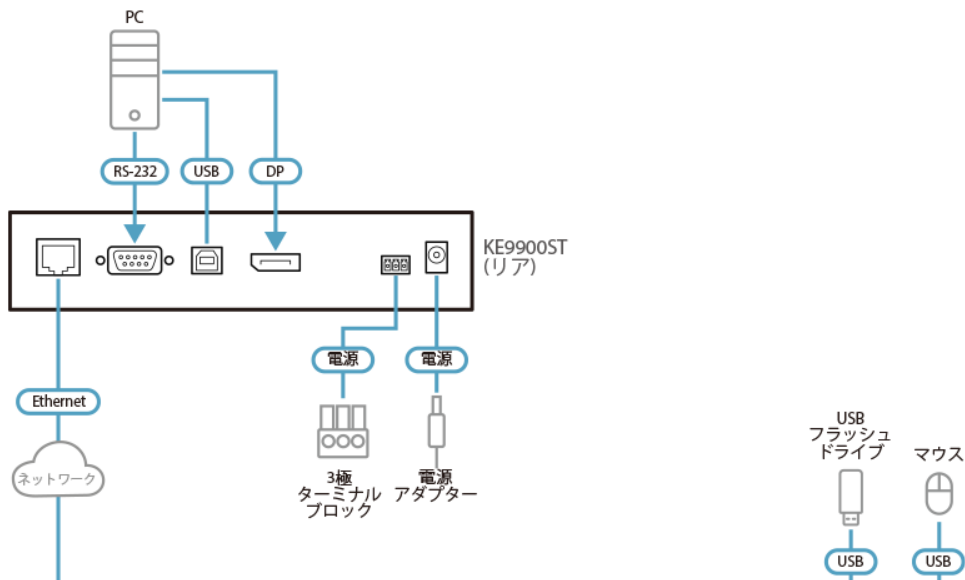 PC
RS-232
USB
DP
KE9900ST
(リア)
電源
電源
Ethernet
ネットワーク
3極
ターミナル
ブロック
電源
アダプター
USB
フラッシュ
ドライブ
マウス
USB
USB